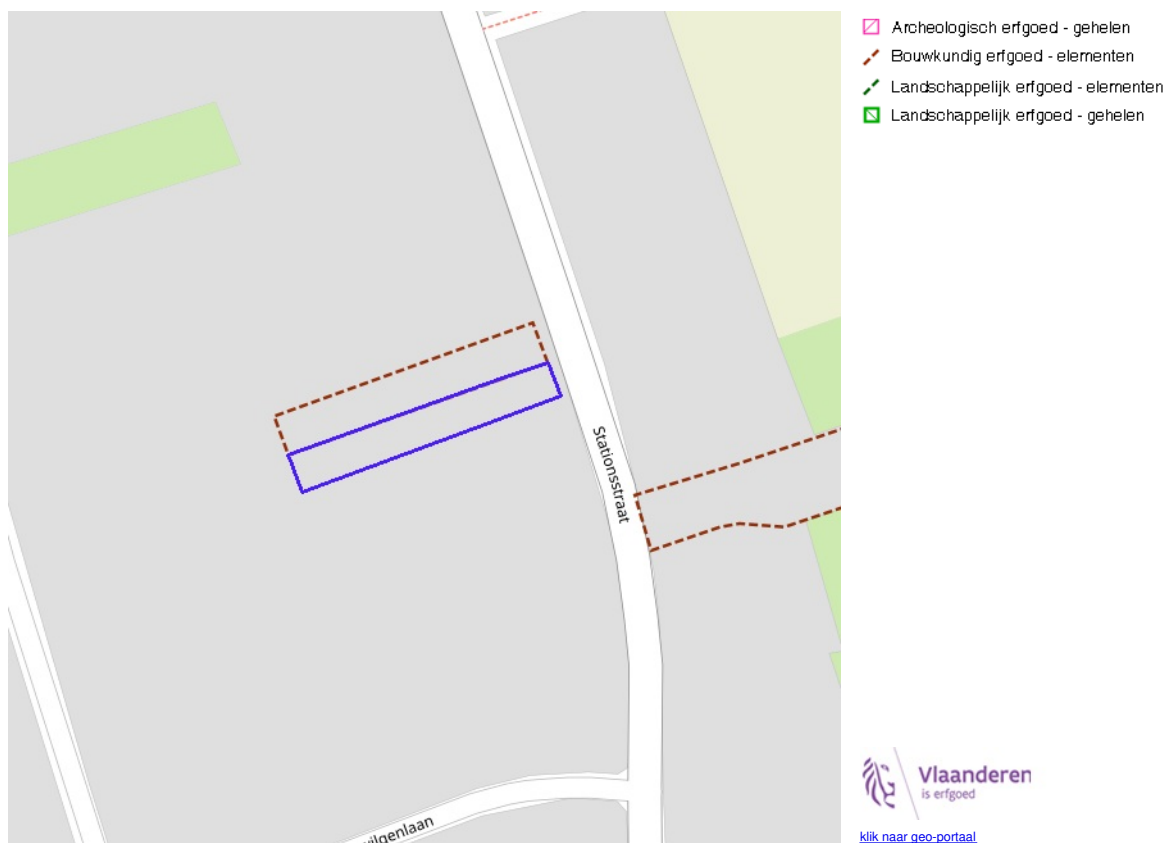 Archeologisch erfgoed - gehelen
Bouwkundig erfgoed - elementen
Landschappelijk erfgoed - elementen
Landschappelijk erfgoed - gehelen
Stationsstraat
Vlaanderen
is erfgoed
klik naar geo-portaal